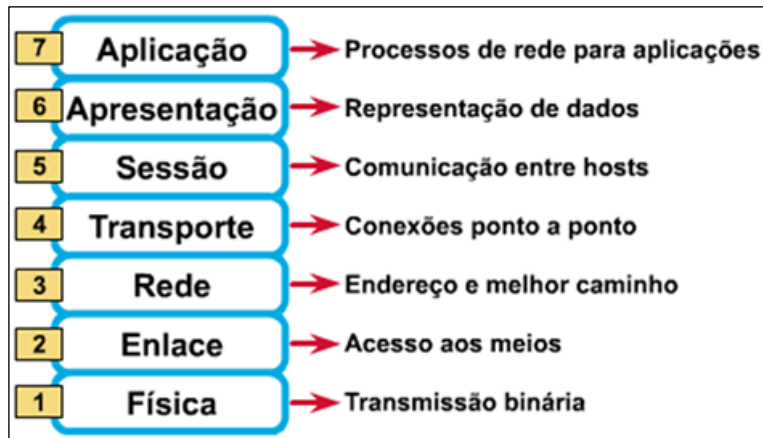 7 Aplicação Processos de rede para aplicações
6 Apresentação Representação de dados
5 Sessão Comunicação entre hosts
4 Transporte Conexões ponto a ponto
3 Rede Endereço e melhor caminho
2 Enlace Acesso aos meios
1 Física Transmissão binária